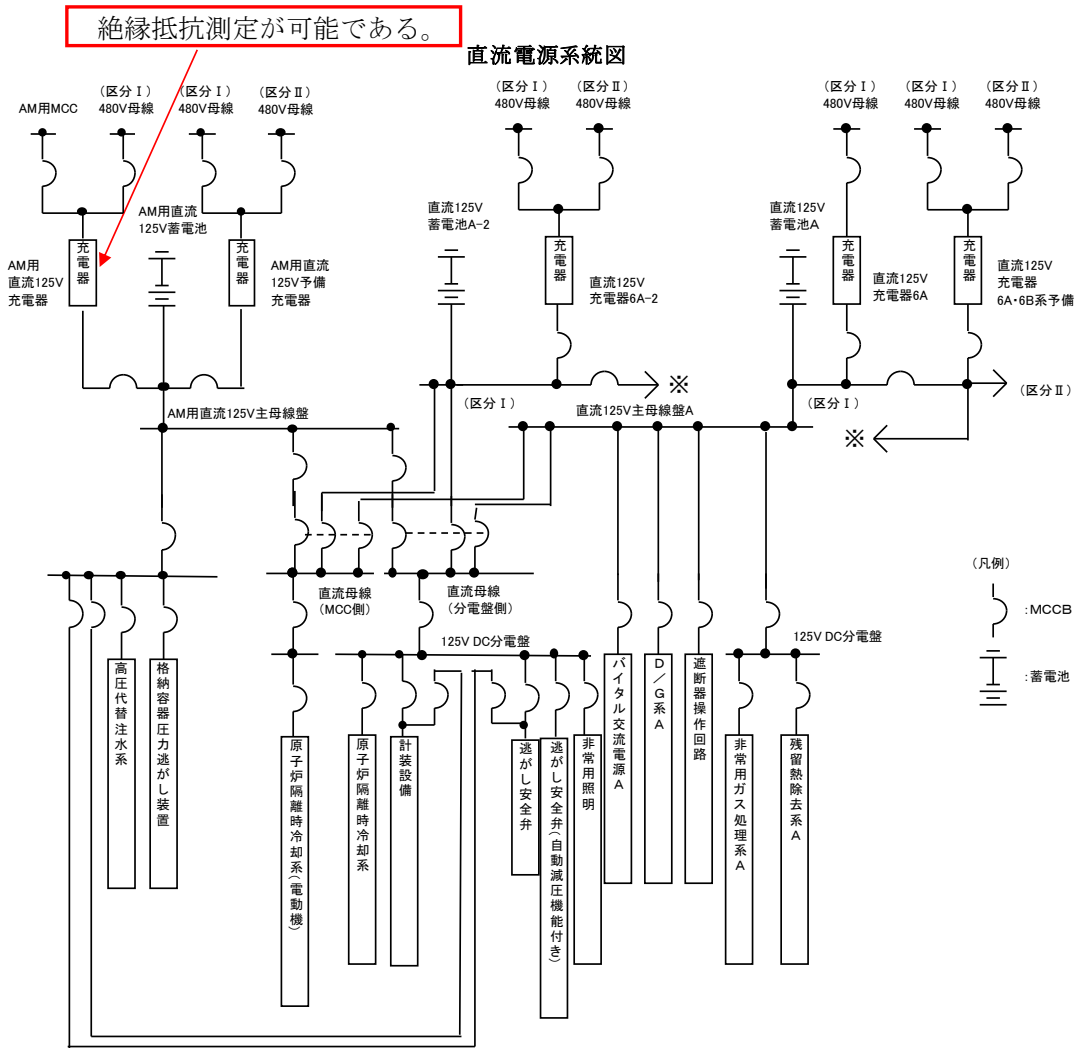 絶縁抵抗測定が可能である。
直流電源系統図
AM用MCC
(区分Ⅰ)
480V母線
(区分Ⅰ)
480V母線
(区分Ⅱ)
480V母線
(区分Ⅰ)
480V母線
(区分Ⅱ)
480V母線
(区分Ⅰ)
480V母線
(区分Ⅰ)
480V母線
(区分Ⅱ)
480V母線
AM用
直流125V
充電器
充電器
AM用直流
125V蓄電池
充電器
AM用直流
125V予備
充電器
直流125V
蓄電池A-2
充電器
直流125V
充電器6A-2
直流125V
蓄電池A
充電器
直流125V
充電器6A
充電器
直流125V
充電器
6A・6B系予備
※
(区分Ⅱ)
(区分Ⅰ)
(区分Ⅰ)
AM用直流125V主母線盤
直流125V主母線盤A
※
直流母線
(MCC側)
直流母線
(分電盤側)
125V DC分電盤
125V DC分電盤
高圧代替注水系
格納容器圧力逃がし装置
原子炉隔離時冷却系(電動機)
原子炉隔離時冷却系
計装設備
逃がし安全弁
逃がし安全弁(自動減圧機能付き)
非常用照明
バイタル交流電源A
D/G系A
遮断器操作回路
非常用ガス処理系A
残留熱除去系A
(凡例)
:MCCB
:蓄電池